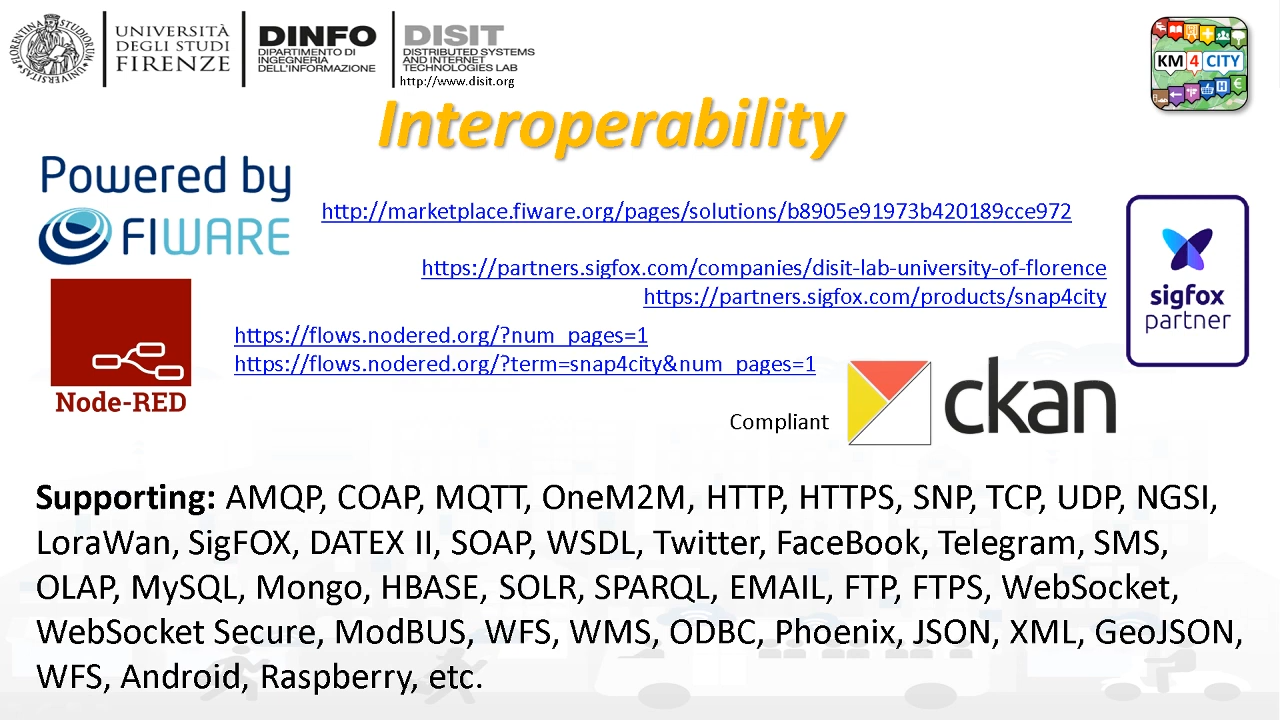 UNIVERSITÀ
DEGLI STUDI
FIRENZE
DINFO
DIPARTIMENTO DI
INGEGNERIA
DELL'INFORMAZIONE
DISIT
DISTRIBUTED SYSTEMS
AND INTERNET
TECHNOLOGIES LAB
http://www.disit.org
KM 4 CITY
Interoperability
Powered by
FIWARE
http://marketplace.fiware.org/pages/solutions/b8905e91973b420189cce972
https://partners.sigfox.com/companies/disit-lab-university-of-florence
https://partners.sigfox.com/products/snap4city
sigfox
partner
https://flows.nodered.org/?num_pages=1
https://flows.nodered.org/?term=snap4city&num_pages=1
Node-RED
Compliant
ckan
Supporting: AMQP, COAP, MQTT, OneM2M, HTTP, HTTPS, SNP, TCP, UDP, NGSI,
LoraWan, SigFOX, DATEX II, SOAP, WSDL, Twitter, FaceBook, Telegram, SMS,
OLAP, MySQL, Mongo, HBASE, SOLR, SPARQL, EMAIL, FTP, FTPS, WebSocket,
WebSocket Secure, ModBUS, WFS, WMS, ODBC, Phoenix, JSON, XML, GeoJSON,
WFS, Android, Raspberry, etc.